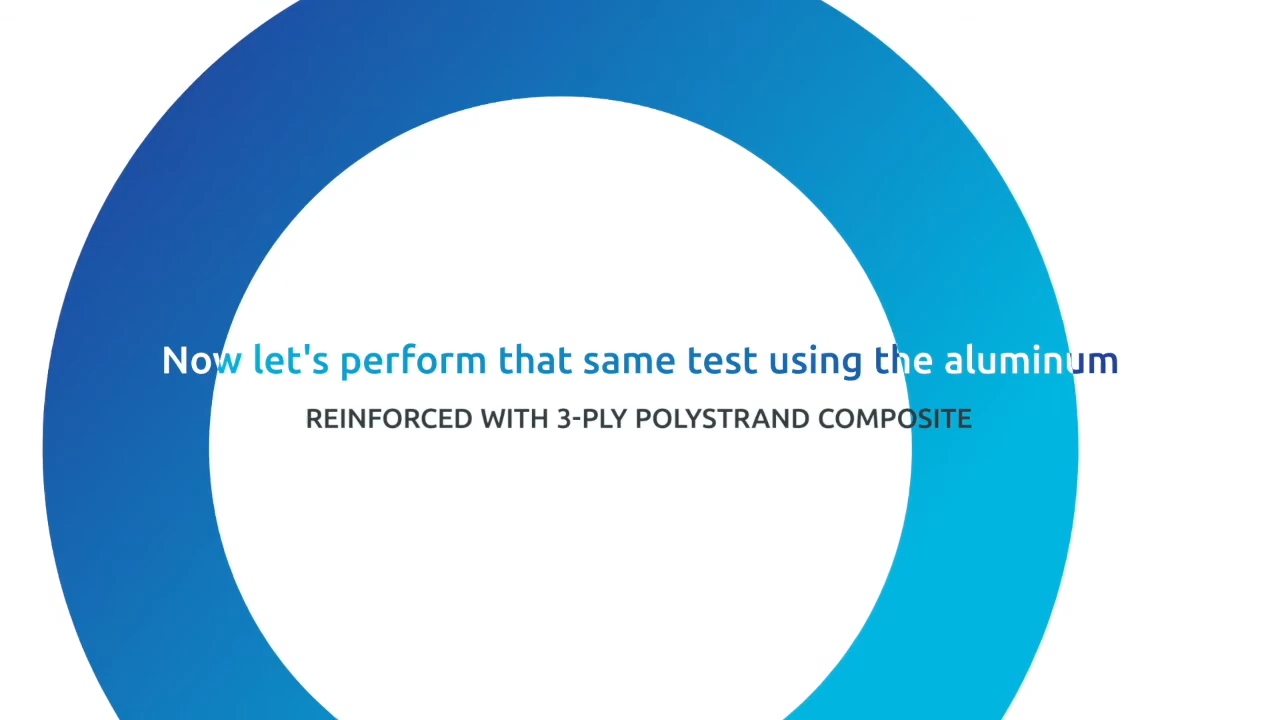 Now let's perform that same test using the aluminum
REINFORCED WITH 3-PLY POLYSTRAND COMPOSITE